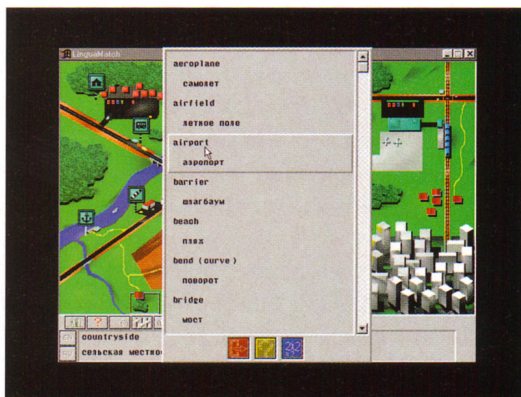 LinguaMatch
aeroplane
самолет
airfield
летное поле
airport
аэропорт
barrier
шлагбаум
beach
пляж
bend (curve)
поворот
bridge
мост
countryside
сельская местно